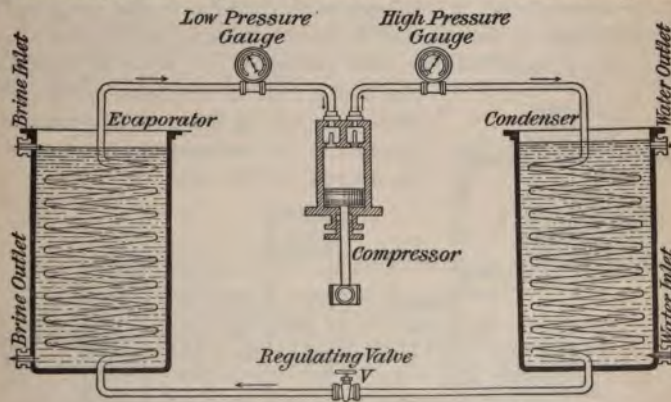 Low Pressure
Gauge
High Pressure
Gauge
Brine Inlet
Evaporator
Condenser
Water Outlet
Compressor
Brine Outlet
Water Inlet
Regulating Valve
V